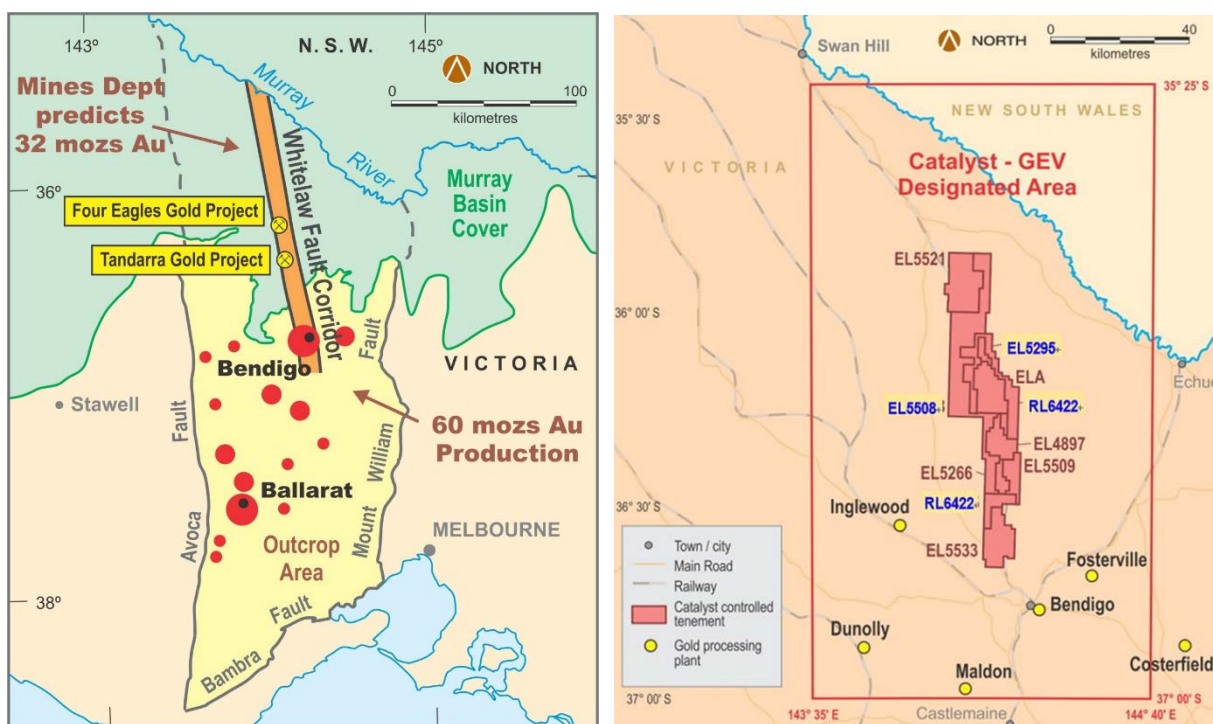 143°
N. S. W.
145°
NORTH
0
100
kilometres
Mines Dept
predicts
32 mozs Au
Murray
River
36°
Whitelaw Fault Corridor
Four Eagles Gold Project
Tandarra Gold Project
Murray
Basin
Cover
Bendigo
Fault
VICTORIA
Stawell
Fault
60 mozs Au
Production
William
Ballarat
Avoca
Mount
MELBOURNE
Outcrop
Area
38°
Fault
Bambra
Swan Hill
NORTH
0
40
kilometres
35° 25' S
35° 30' S
NEW SOUTH WALES
VICTORIA
Catalyst - GEV
Designated Area
EL5521
36° 00' S
EL5295
ELA
Echuc
EL5508
RL6422
EL4897
EL5509
EL5266
36° 30' S
RL6422
Inglewood
EL5533
Fosterville
Bendigo
Dunolly
Costerfield
Maldon
37° 00' S
37° 00' S
143° 35' E
Castlemaine
144° 40' E
Town / city
Main Road
Railway
Catalyst controlled
tenement
Gold processing
plant